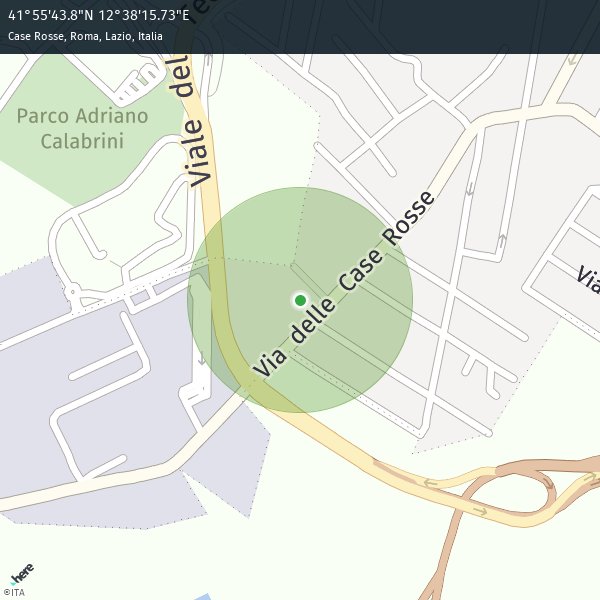 41°55'43.8"N 12°38'15.73"E
Case Rosse, Roma, Lazio, Italia
Parco Adriano
Calabrini
Viale del
Via delle Case Rosse
Via
here
©ITA